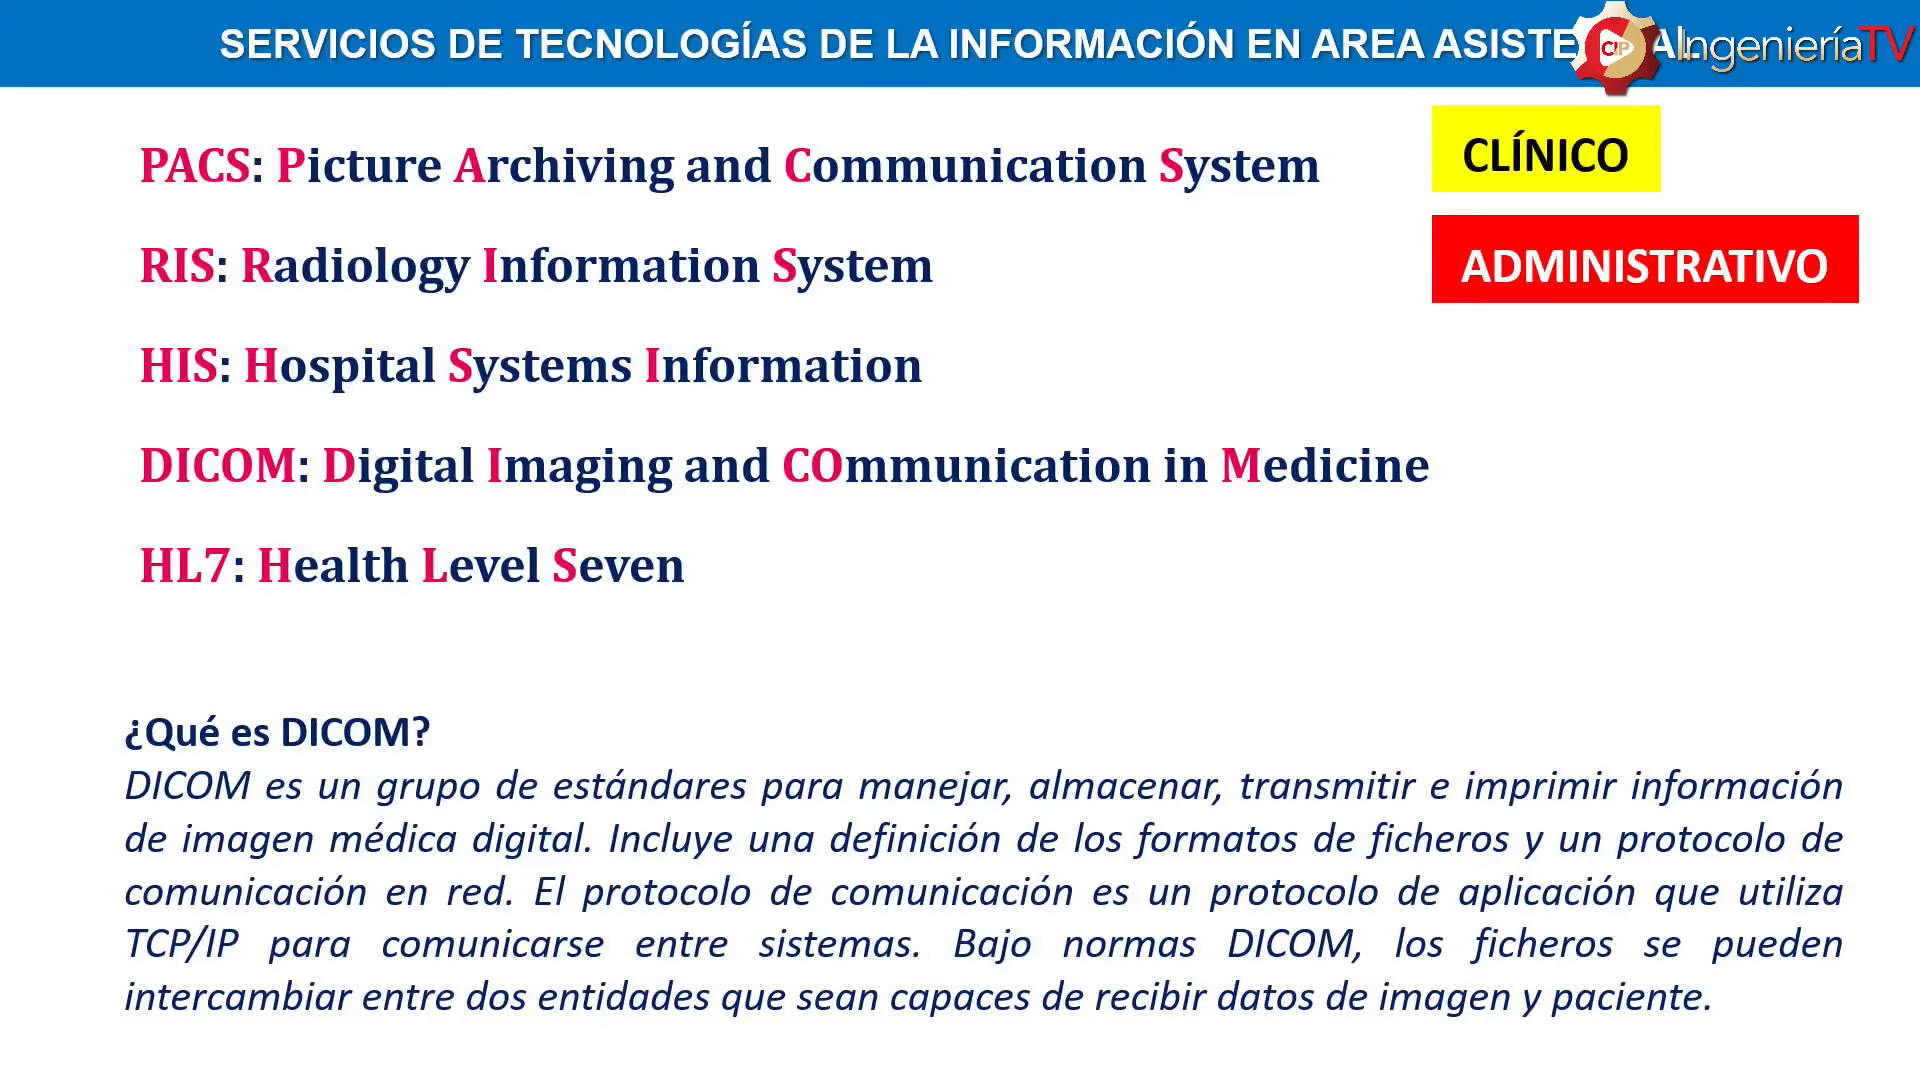 SERVICIOS DE TECNOLOGÍAS DE LA INFORMACIÓN EN AREA
CIP IngenieríaTV
PACS: Picture Archiving and Communication System
CLÍNICO
RIS: Radiology Information System
ADMINISTRATIVO
HIS: Hospital Systems Information
DICOM: Digital Imaging and COmmunication in Medicine
HL7: Health Level Seven
¿Qué es DICOM?
DICOM es un grupo de estándares para manejar, almacenar, transmitir e imprimir información
de imagen médica digital. Incluye una definición de los formatos de ficheros y un protocolo de
comunicación en red. El protocolo de comunicación es un protocolo de aplicación que utiliza
TCP/IP para comunicarse entre sistemas. Bajo normas DICOM, los ficheros se pueden
intercambiar entre dos entidades que sean capaces de recibir datos de imagen y paciente.